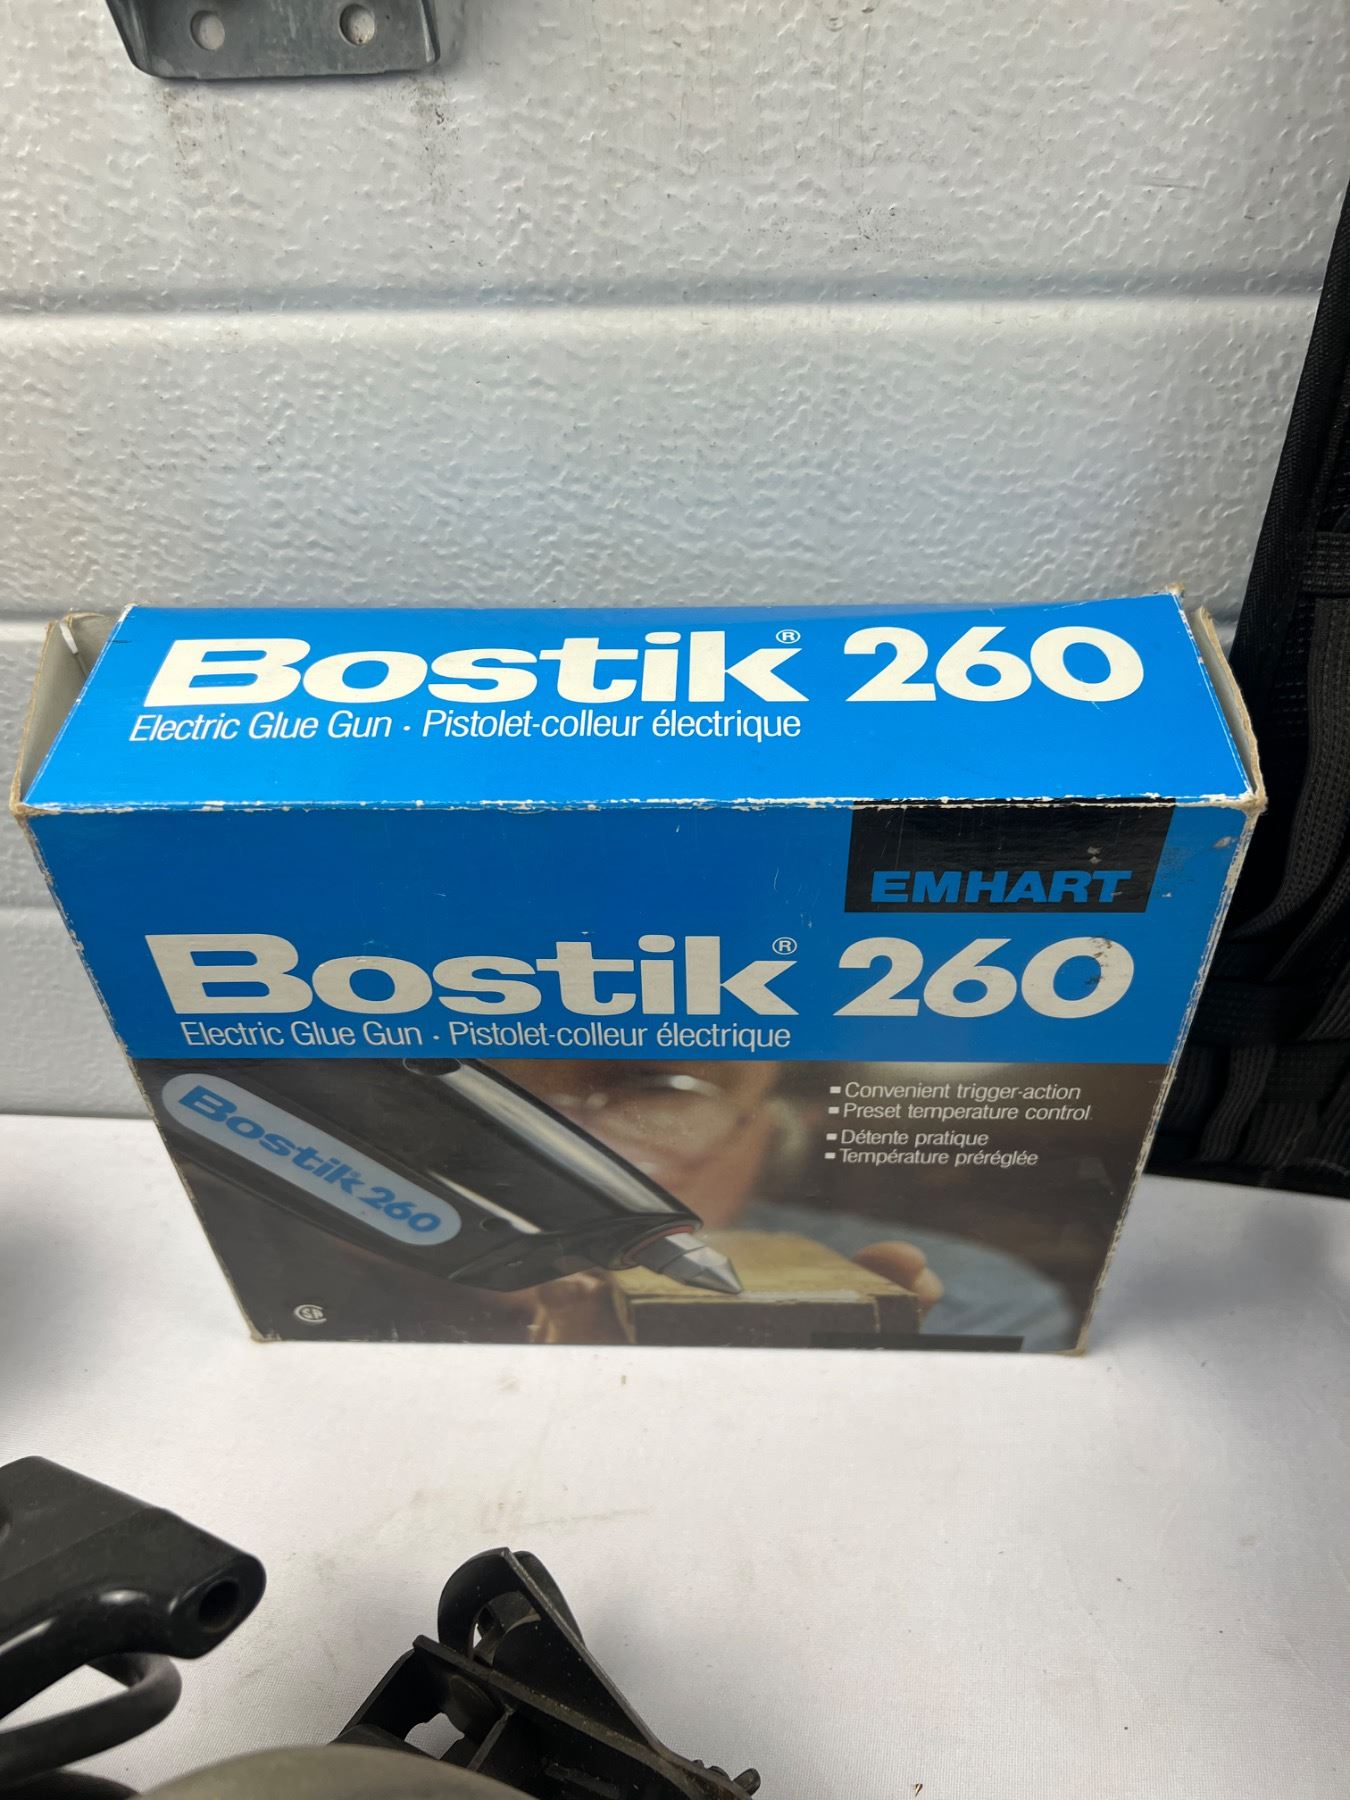 Bostik® 260
Electric Glue Gun · Pistolet-colleur électrique
EMHART
Bostik® 260
Electric Glue Gun · Pistolet-colleur électrique
Convenient trigger-action
Preset temperature control
Détente pratique
Température préréglée
Bostik® 260